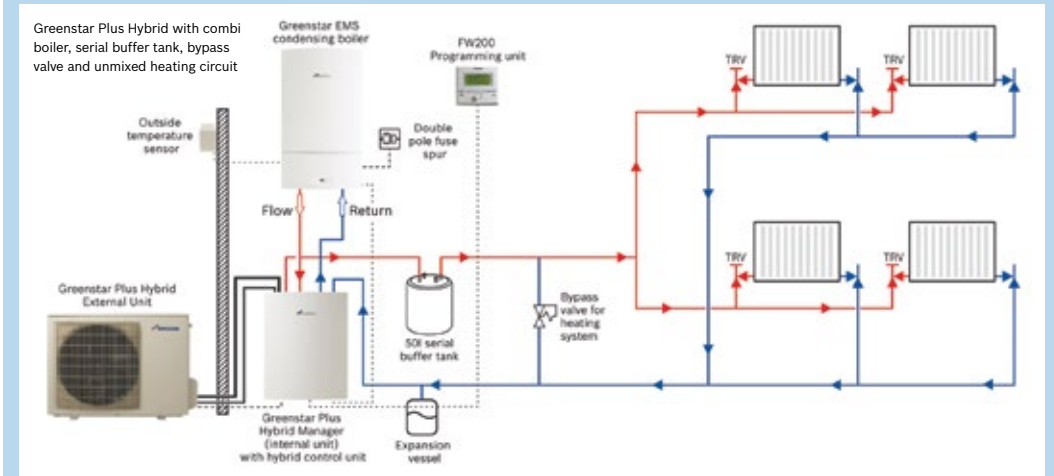 Greenstar Plus Hybrid with combi
boiler, serial buffer tank, bypass
valve and unmixed heating circuit
Greenstar EMS
condensing boiler
FW200
Programming unit
Outside
temperature
sensor
Double
pole fuse
spur
TRV
TRV
Flow
Return
Greenstar Plus Hybrid
External Unit
50l serial
buffer tank
Bypass
valve for
heating
system
TRV
TRV
Greenstar Plus
Hybrid Manager
(internal unit)
with hybrid control unit
Expansion
vessel